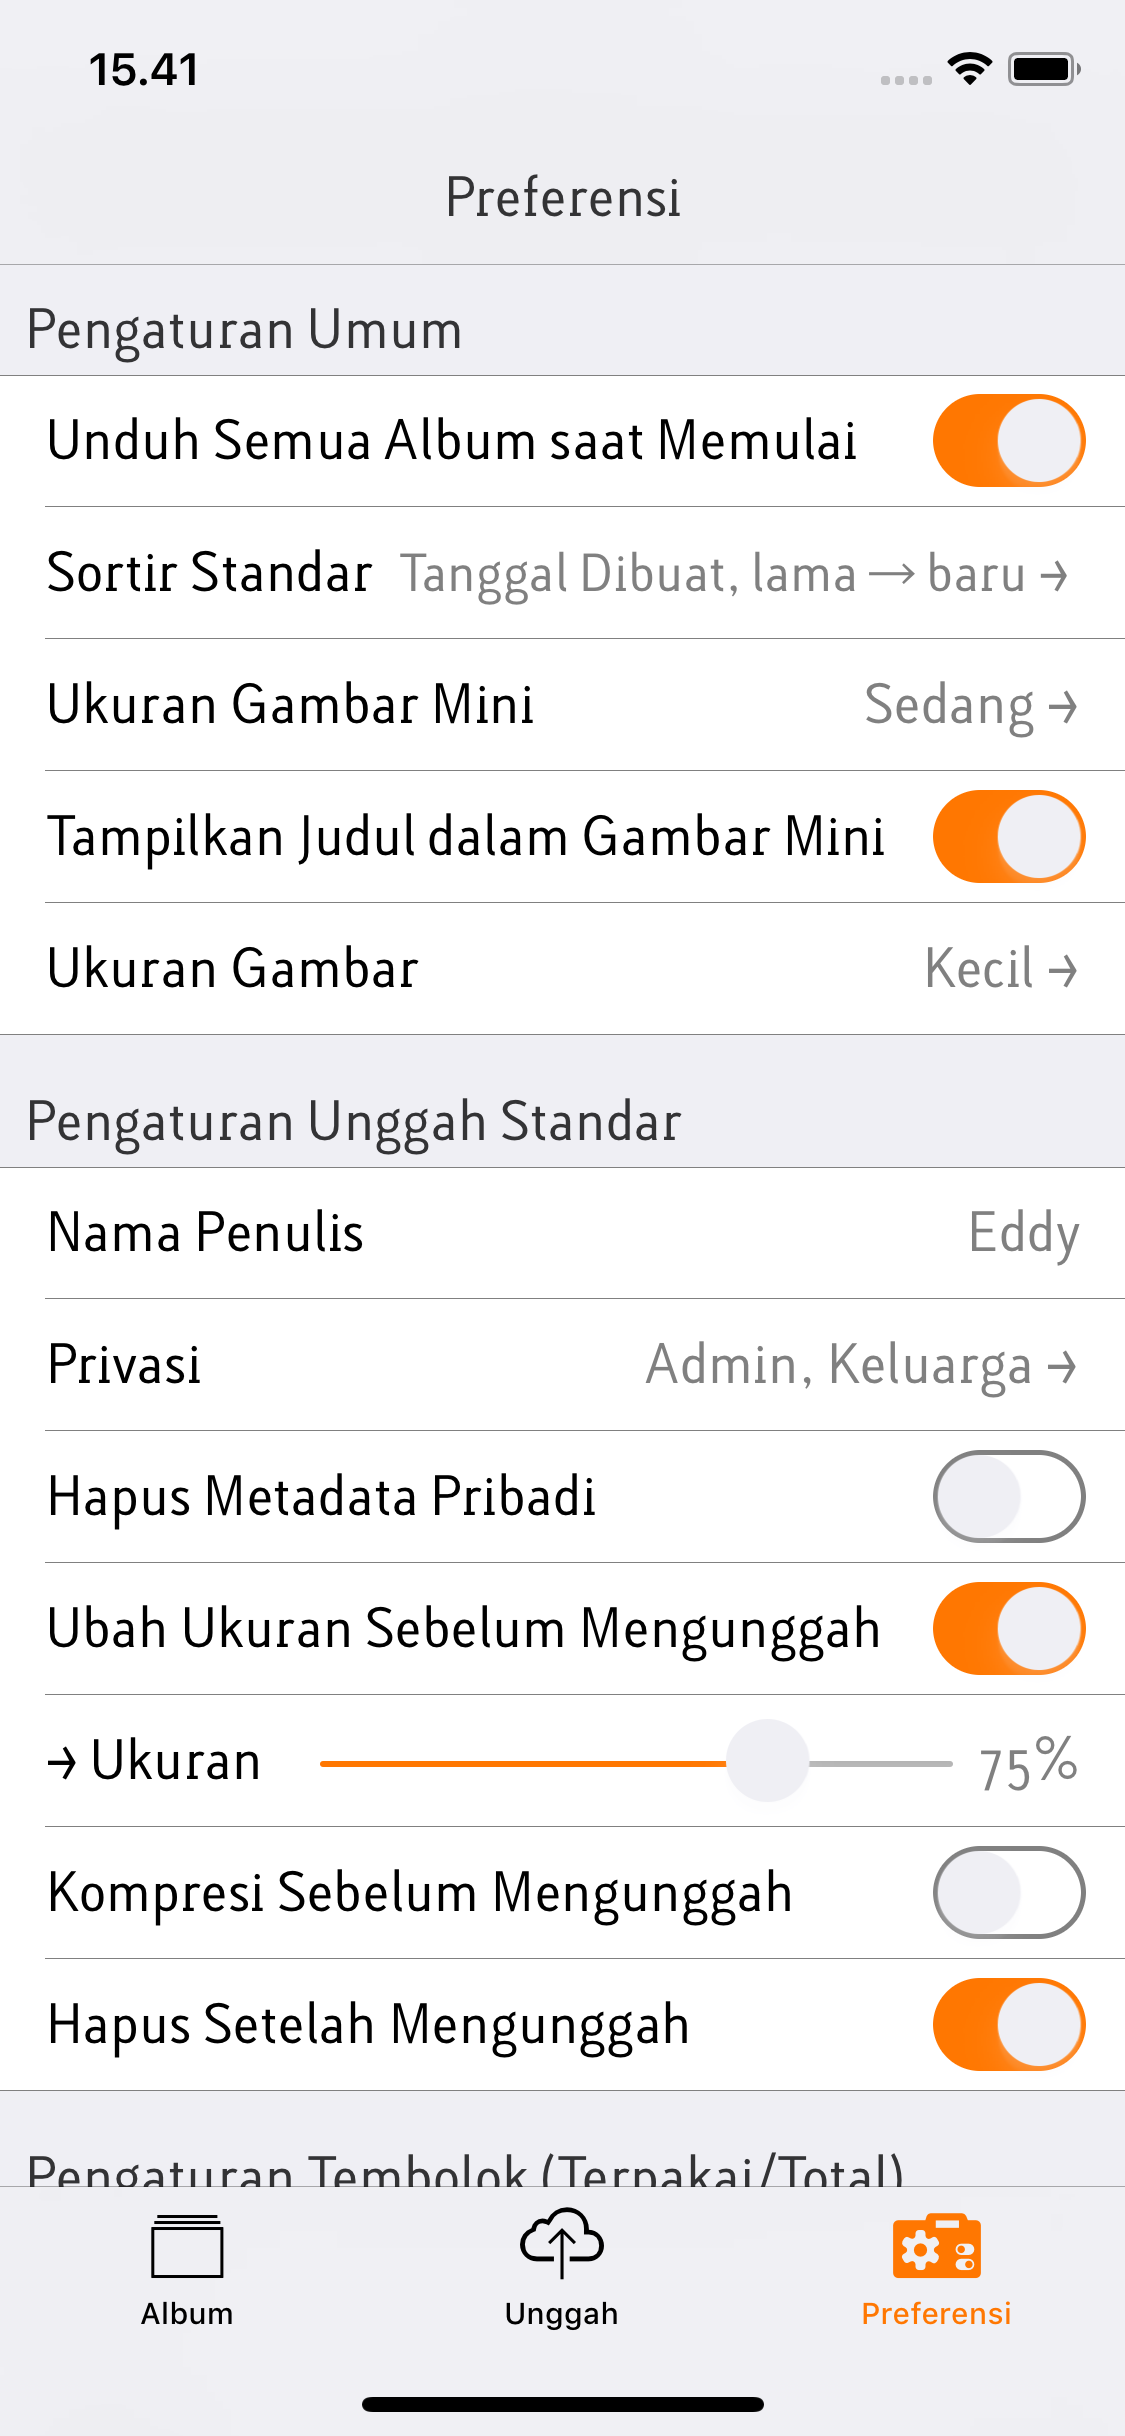 15.41
Preferensi
Pengaturan Umum
Unduh Semua Album saat Memulai
Sortir Standar Tanggal Dibuat, lama → baru →
Ukuran Gambar Mini Sedang →
Tampilkan Judul dalam Gambar Mini
Ukuran Gambar Kecil →
Pengaturan Unggah Standar
Nama Penulis Eddy
Privasi Admin, Keluarga →
Hapus Metadata Pribadi
Ubah Ukuran Sebelum Mengunggah
→ Ukuran 75%
Kompresi Sebelum Mengunggah
Hapus Setelah Mengunggah
Pengaturan Tembolok (Terpakai/Total)
Album Unggah Preferensi